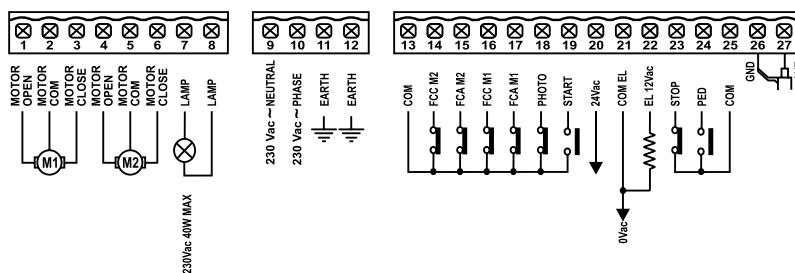 1 2 3 4 5 6 7 8
MOTOR OPEN
MOTOR COM
MOTOR CLOSE
MOTOR OPEN
MOTOR COM
MOTOR CLOSE
LAMP
LAMP
M1
M2
230Vac 40W MAX
9 10 11 12
230 Vac ~ NEUTRAL
230 Vac ~ PHASE
EARTH
EARTH
13 14 15 16 17 18 19 20 21 22 23 24 25 26 27
COM
FCC M2
FCA M2
FCC M1
FCA M1
PHOTO
START
24Vac
COM EL
EL 12Vac
STOP
PED
COM
GND
0Vac